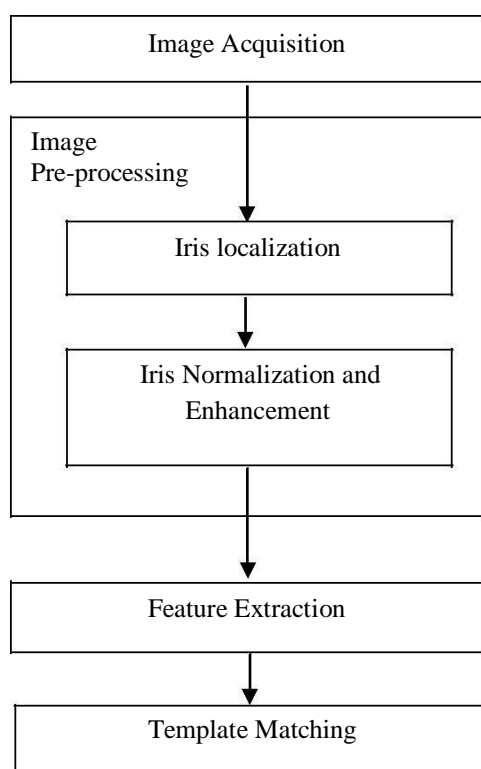 Image Acquisition
Image
Pre-processing
Iris localization
Iris Normalization and
Enhancement
Feature Extraction
Template Matching